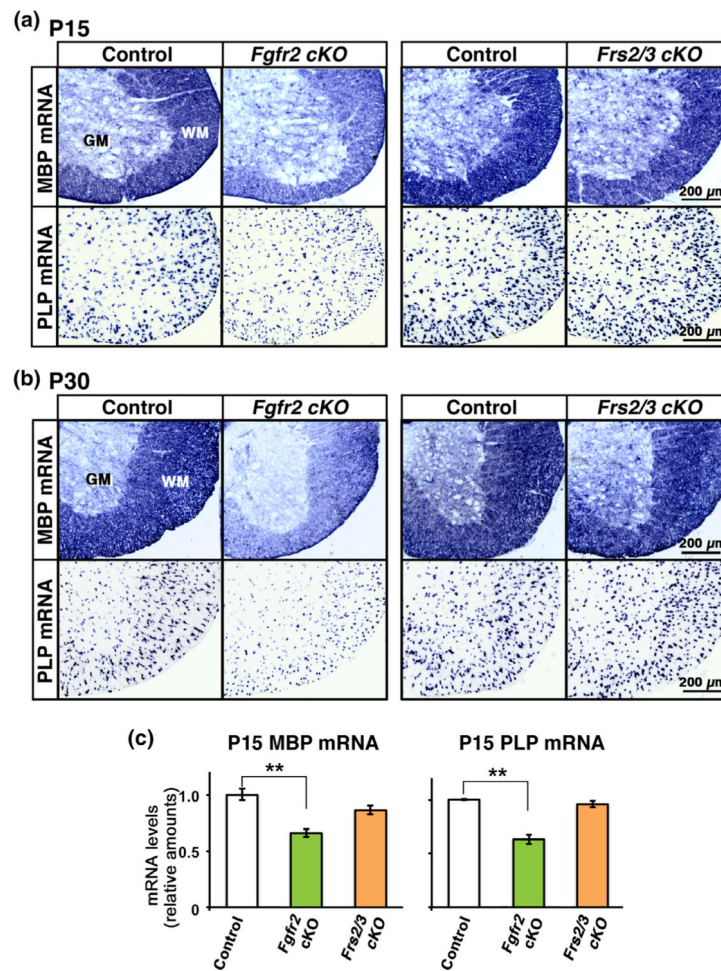 (a) P15
Control Fgfr2 cKO Control Frs2/3 cKO
MBP mRNA
GM WM
200 µm
PLP mRNA
200 µm
(b) P30
Control Fgfr2 cKO Control Frs2/3 cKO
MBP mRNA
GM WM
200 µm
PLP mRNA
200 µm
(c) P15 MBP mRNA P15 PLP mRNA
** **
mRNA levels
(relative amounts)
1.0
0.5
0
Control Fgfr2 cKO Frs2/3 cKO Control Fgfr2 cKO Frs2/3 cKO